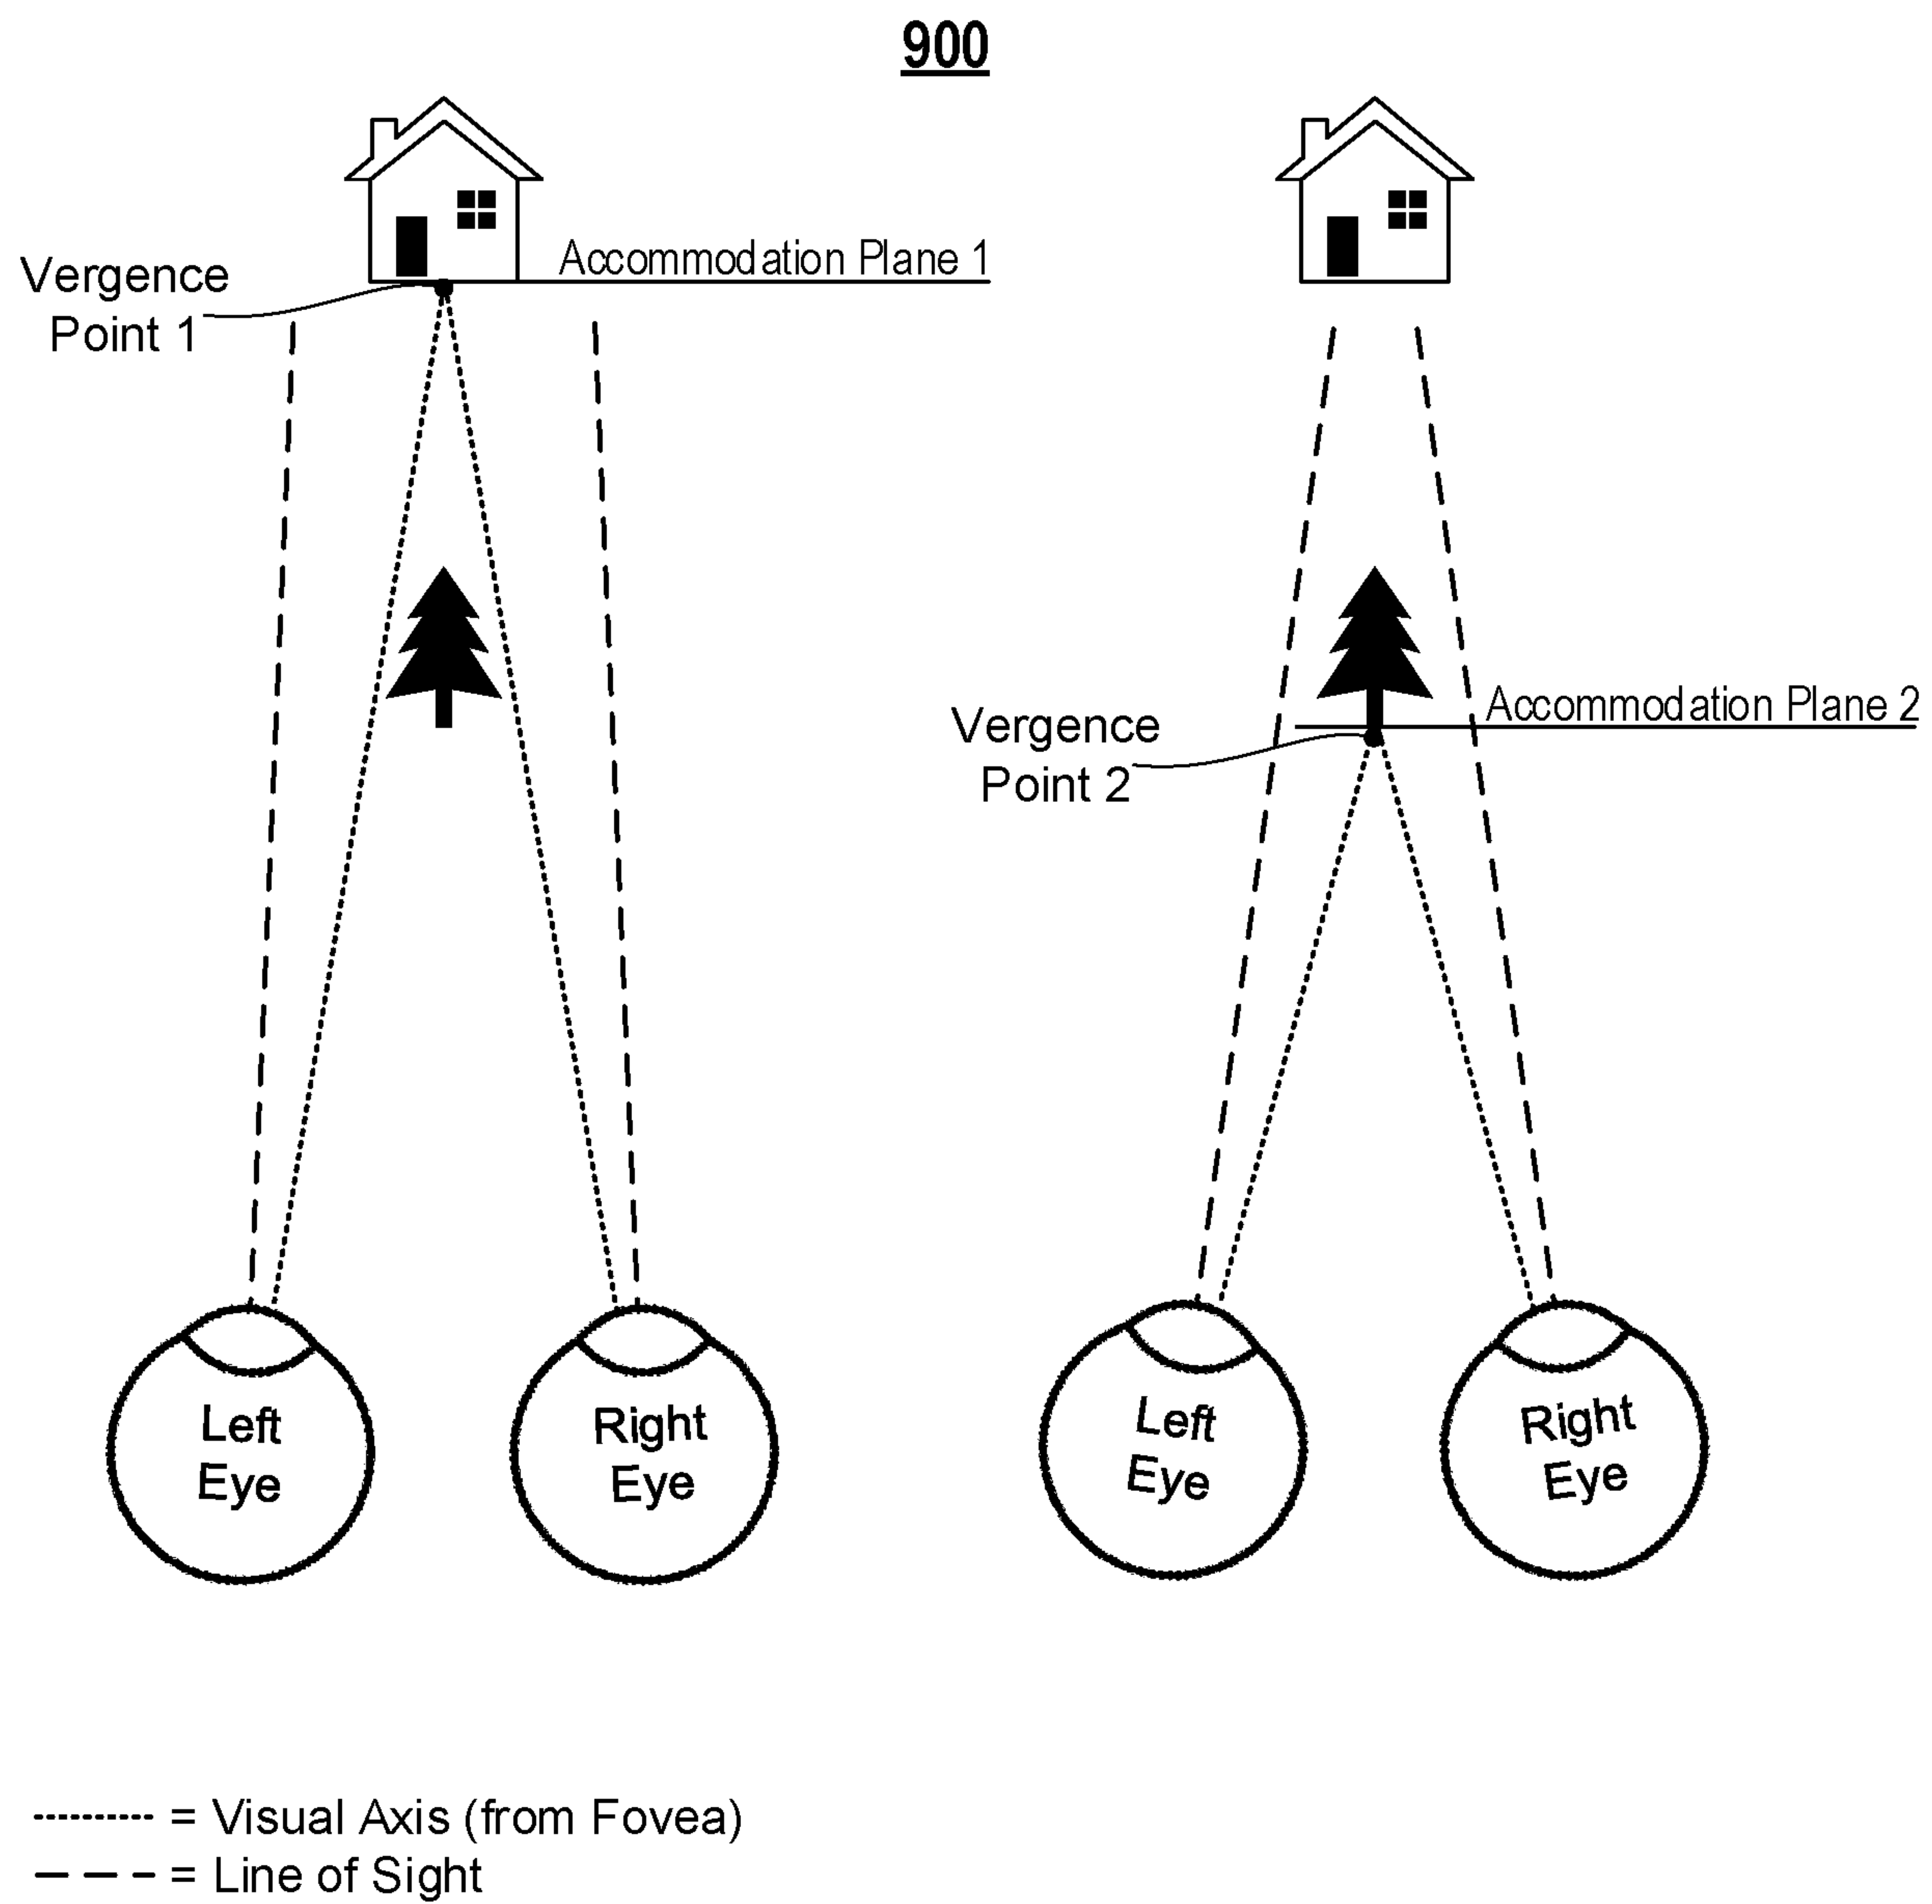 900
Accommodation Plane 1
Vergence
Point 1
Accommodation Plane 2
Vergence
Point 2
Left
Eye
Right
Eye
Left
Eye
Right
Eye
= Visual Axis (from Fovea)
= Line of Sight